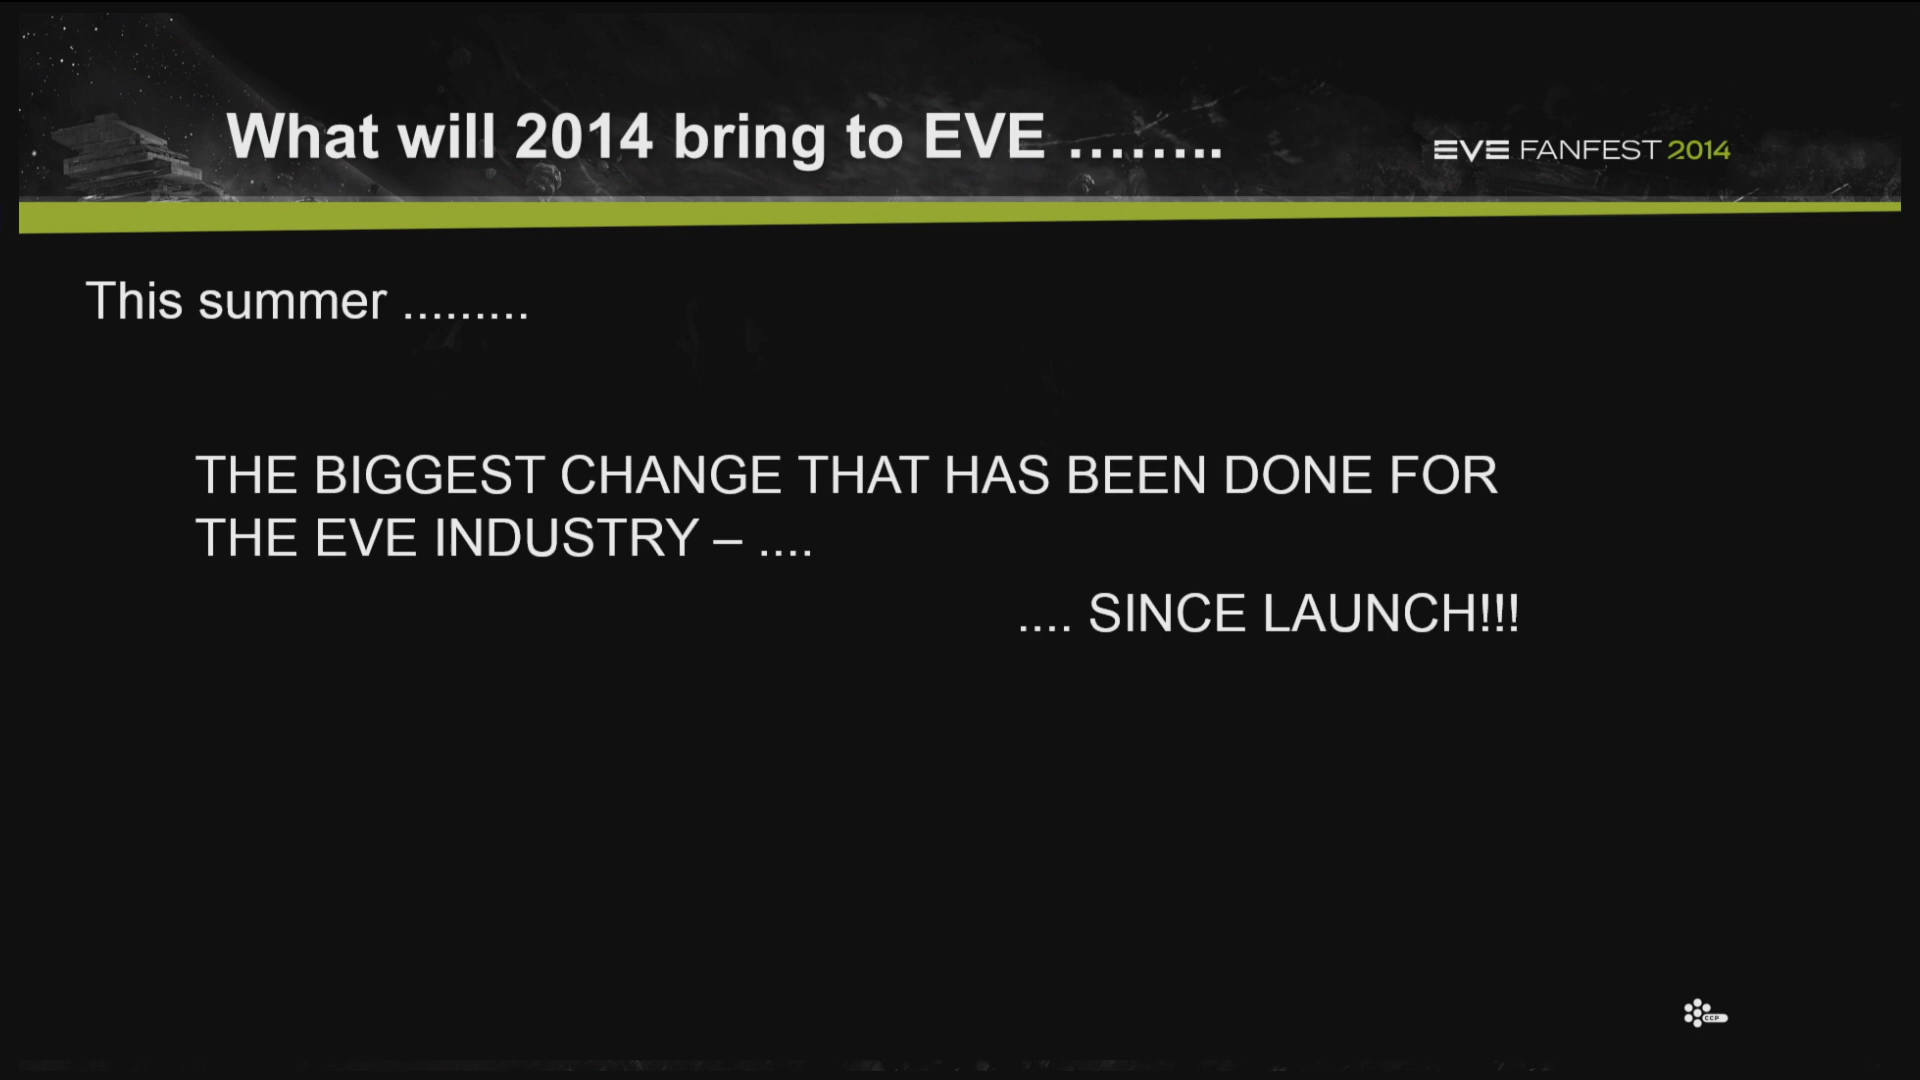 What will 2014 bring to EVE ........
EVE FANFEST 2014
This summer .........
THE BIGGEST CHANGE THAT HAS BEEN DONE FOR
THE EVE INDUSTRY – ....
.... SINCE LAUNCH!!!
CCP